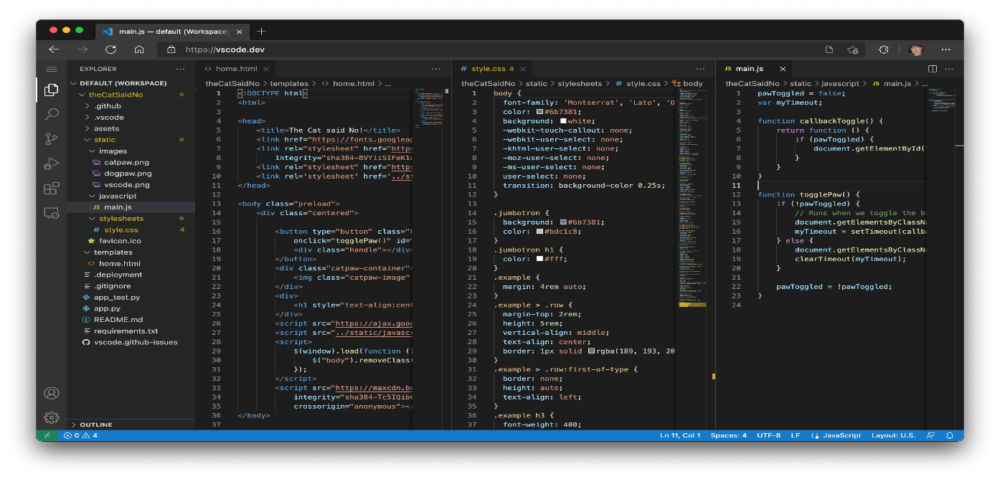 main.js — default (Workspace)
https://vscode.dev
EXPLORER
DEFAULT (WORKSPACE)
theCatSaidNo
.github
.vscode
assets
static
images
catpaw.png
dogpaw.png
vscode.png
javascript
JS main.js
stylesheets
# style.css 4
favicon.ico
templates
<> home.html
.deployment
.gitignore
app_test.py
app.py
README.md
requirements.txt
vscode.github-issues
OUTLINE
<> home.html
theCatSaidNo > templates > <> home.html > ...
1 <!DOCTYPE html>
2 <html>
3
4 <head>
5 <title>The Cat said No!</title>
6 <link href="https://fonts.googleap
7 <link rel="stylesheet" href="https
8 integrity="sha384-BVYiiSIFeK1d
9 <link rel="stylesheet" href="https
10 <link rel='stylesheet' href='../st
11 </head>
12
13 <body class="preload">
14 <div class="centered">
15
16 <button type="button" class="b
17 onclick="togglePaw()" id="
18 <div class="handle"></div>
19 </button>
20 <div class="catpaw-container">
21 <img class="catpaw-image"
22 </div>
23 <div>
24 <h1 style="text-align:cent
25 </div>
26 <script src="https://ajax.goog
27 <script src="../static/javascr
28 <script>
29 $(window).load(function ()
30 $("body").removeClass(
31 });
32 </script>
33 <script src="https://maxcdn.bo
34 integrity="sha384-Tc5IQib0
35 crossorigin="anonymous"></
36 </body>
37
# style.css 4
theCatSaidNo > static > stylesheets > # style.css > body
1 body {
2 font-family: 'Montserrat', 'Lato', 'O
3 color: #6b7381;
4 background: white;
5 -webkit-touch-callout: none;
6 -webkit-user-select: none;
7 -khtml-user-select: none;
8 -moz-user-select: none;
9 -ms-user-select: none;
10 user-select: none;
11 transition: background-color 0.25s;
12 }
13
14 .jumbotron {
15 background: #6b7381;
16 color: #bdc1c8;
17 }
18 .jumbotron h1 {
19 color: #fff;
20 }
21 .example {
22 margin: 4rem auto;
23 }
24 .example > .row {
25 margin-top: 2rem;
26 height: 5rem;
27 vertical-align: middle;
28 text-align: center;
29 border: 1px solid rgba(189, 193, 20
30 }
31 .example > .row:first-of-type {
32 border: none;
33 height: auto;
34 text-align: left;
35 }
36 .example h3 {
37 font-weight: 400;
JS main.js
theCatSaidNo > static > javascript > JS main.js > ...
1 pawToggled = false;
2 var myTimeout;
3
4 function callbackToggle() {
5 return function () {
6 if (pawToggled) {
7 document.getElementById('
8 }
9 }
10 }
11
12 function togglePaw() {
13 if (!pawToggled) {
14 // Runs when we toggle the b
15 document.getElementsByClassNa
16 myTimeout = setTimeout(callba
17 } else {
18 document.getElementsByClassNa
19 clearTimeout(myTimeout);
20 }
21
22 pawToggled = !pawToggled;
23 }
24
0 4
Ln 11, Col 1
Spaces: 4
UTF-8
LF
JavaScript
Layout: U.S.